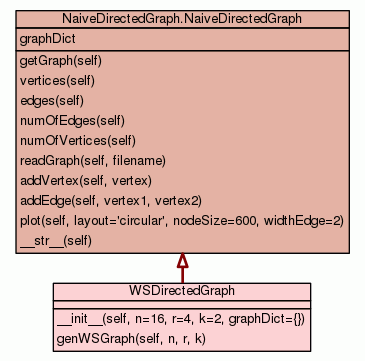 NaiveDirectedGraph.NaiveDirectedGraph
graphDict
getGraph(self)
vertices(self)
edges(self)
numOfEdges(self)
numOfVertices(self)
readGraph(self, filename)
addVertex(self, vertex)
addEdge(self, vertex1, vertex2)
plot(self, layout='circular', nodeSize=600, widthEdge=2)
__str__(self)
WSDirectedGraph
__init__(self, n=16, r=4, k=2, graphDict={})
genWSGraph(self, n, r, k)